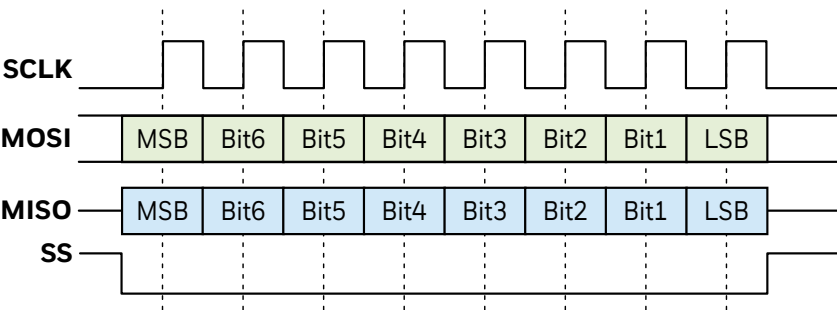 SCLK
MOSI MSB Bit6 Bit5 Bit4 Bit3 Bit2 Bit1 LSB
MISO MSB Bit6 Bit5 Bit4 Bit3 Bit2 Bit1 LSB
SS